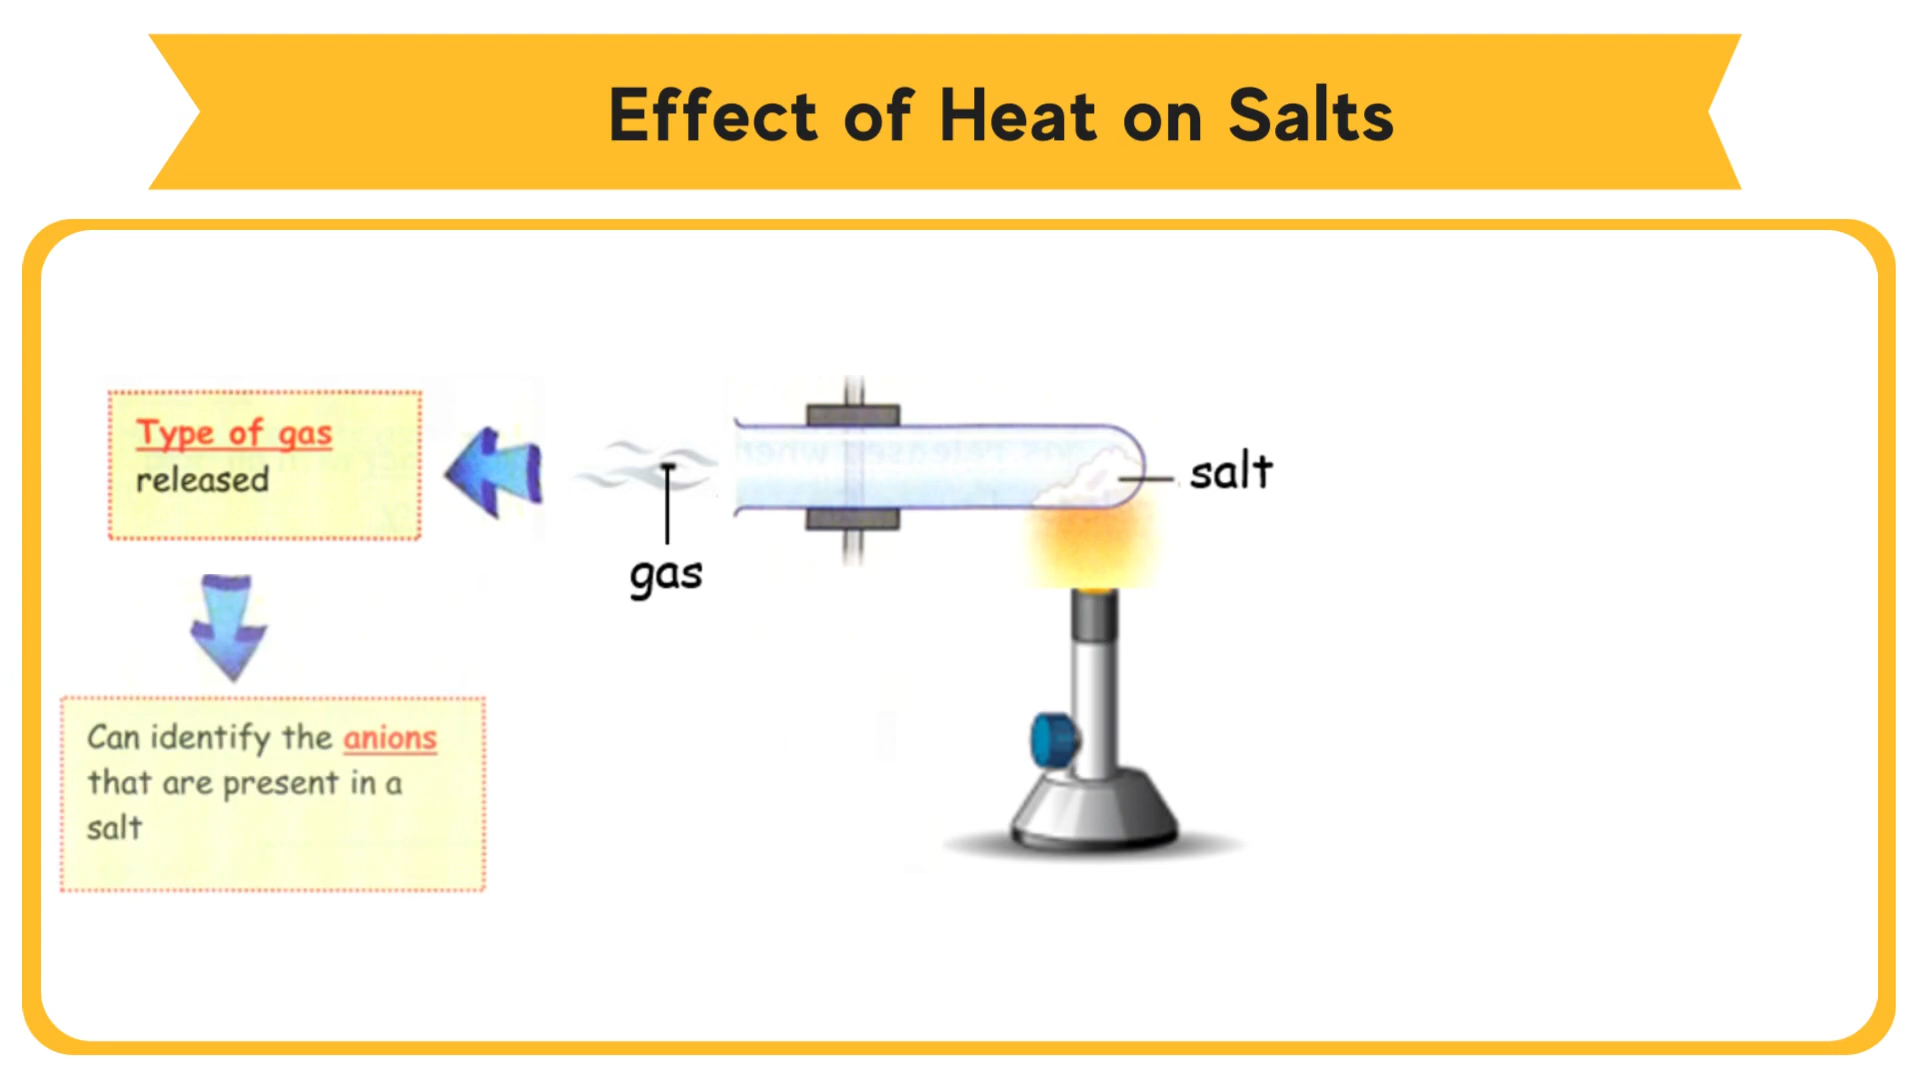 Effect of Heat on Salts
Type of gas
released
gas
salt
Can identify the anions
that are present in a
salt